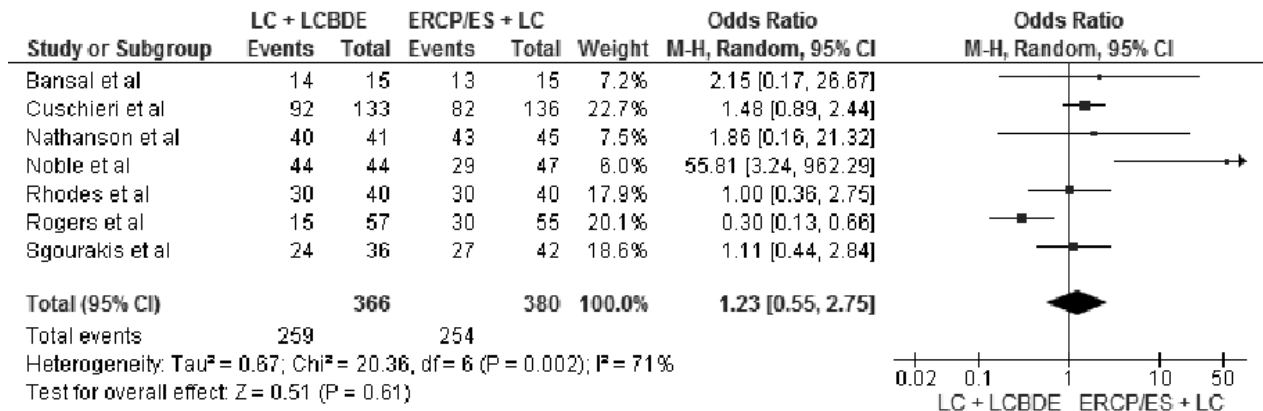 LC + LCBDE ERCP/ES + LC Odds Ratio Odds Ratio
Study or Subgroup Events Total Events Total Weight M-H, Random, 95% CI M-H, Random, 95% CI
Bansal et al 14 15 13 15 7.2% 2.15 [0.17, 26.67]
Cuschieri et al 92 133 82 136 22.7% 1.48 [0.89, 2.44]
Nathanson et al 40 41 43 45 7.5% 1.86 [0.16, 21.32]
Noble et al 44 44 29 47 6.0% 55.81 [3.24, 962.29]
Rhodes et al 30 40 30 40 17.9% 1.00 [0.36, 2.75]
Rogers et al 15 57 30 55 20.1% 0.30 [0.13, 0.66]
Sgourakis et al 24 36 27 42 18.6% 1.11 [0.44, 2.84]
Total (95% CI) 366 380 100.0% 1.23 [0.55, 2.75]
Total events 259 254
Heterogeneity: Tau² = 0.67; Chi² = 20.36, df = 6 (P = 0.002); I² = 71%
Test for overall effect: Z = 0.51 (P = 0.61)
0.02 0.1 1 10 50
LC + LCBDE ERCP/ES + LC